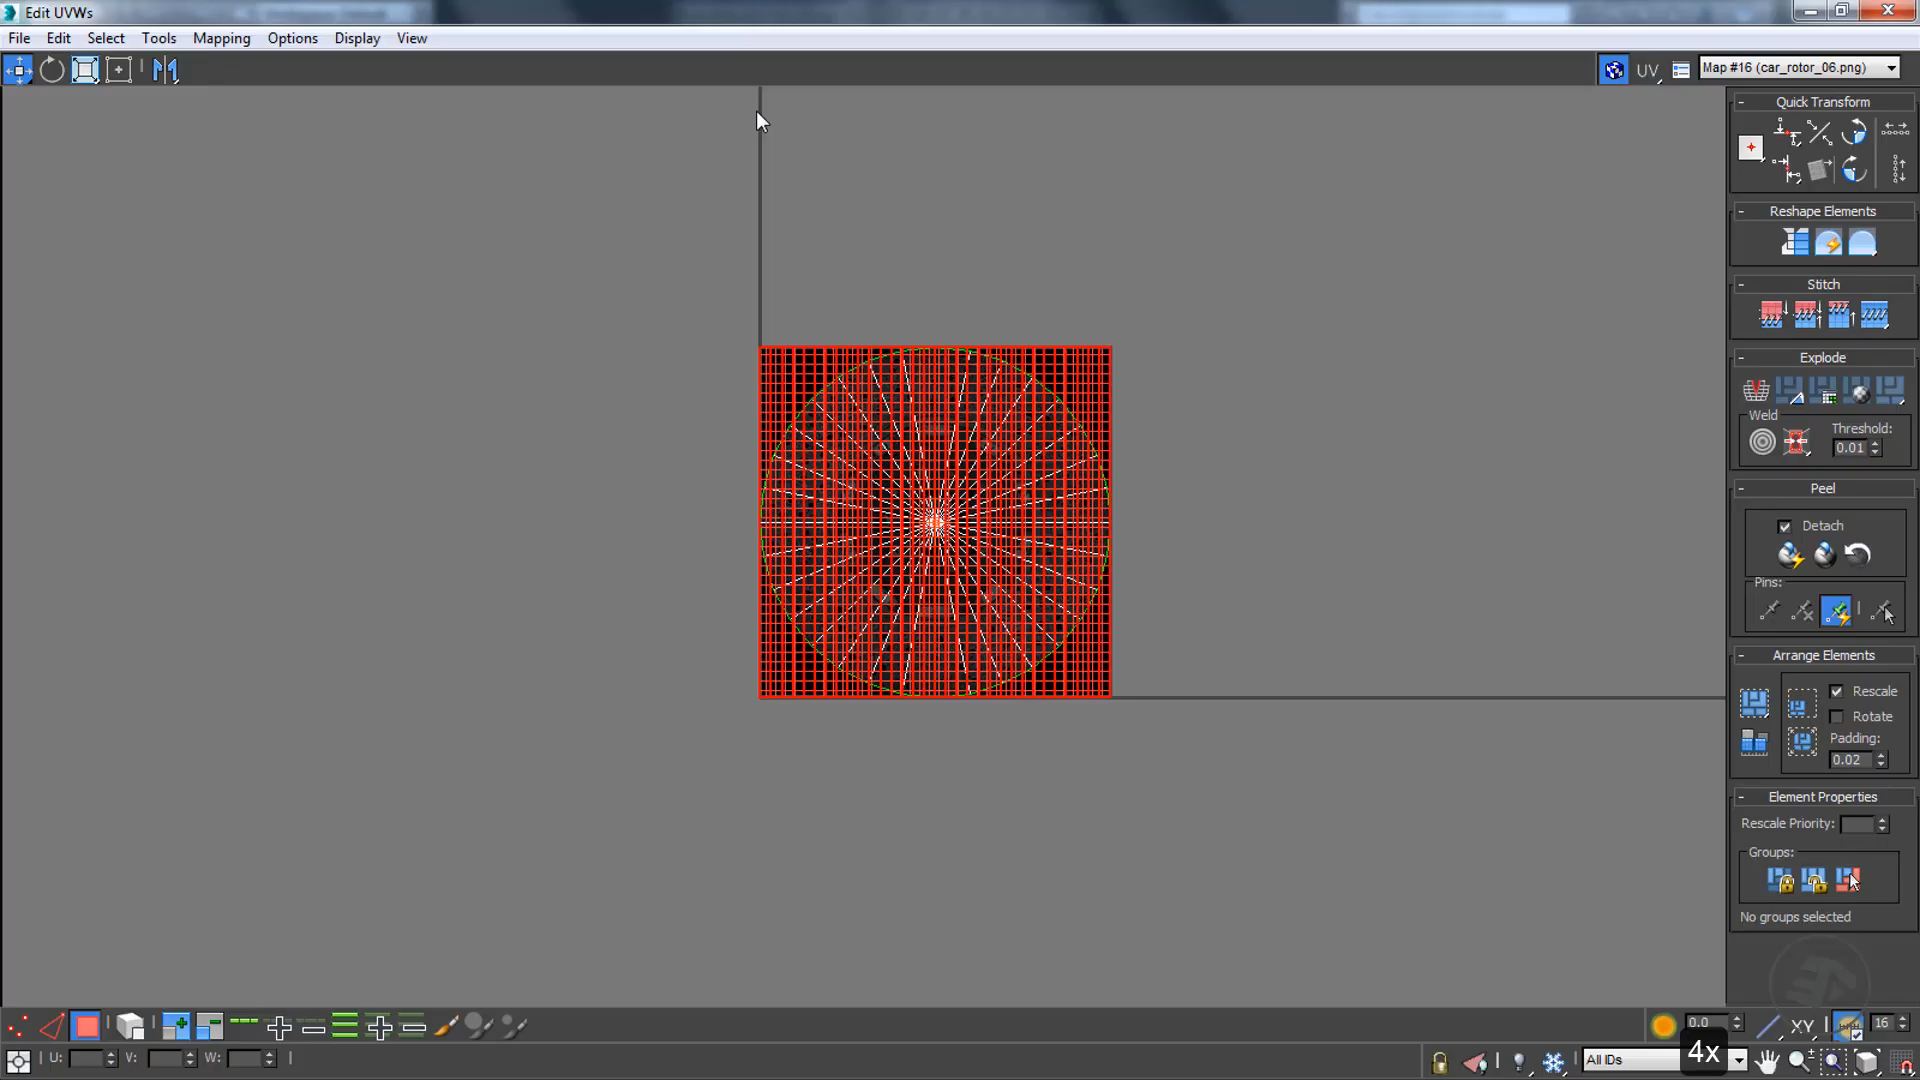 Edit UVWs
File Edit Select Tools Mapping Options Display View
UV Map #16 (car_rotor_06.png)
Quick Transform
Reshape Elements
Stitch
Explode
Weld
Threshold:
0.01
Peel
Detach
Pins:
Arrange Elements
Rescale
Rotate
Padding:
0.02
Element Properties
Rescale Priority:
Groups:
No groups selected
0.0 XY 16
U: V: W: All IDs
4x